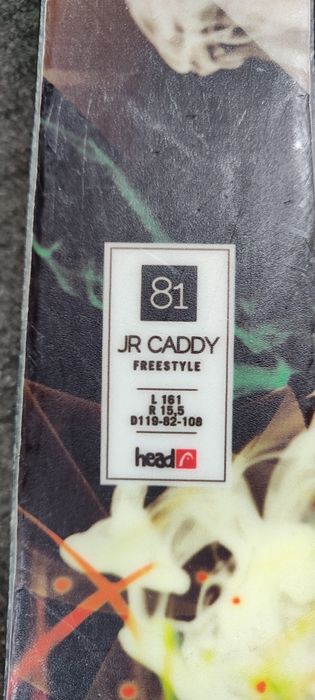 81
JR CADDY
FREESTYLE
L 161
R 15,5
D119-82-108
head